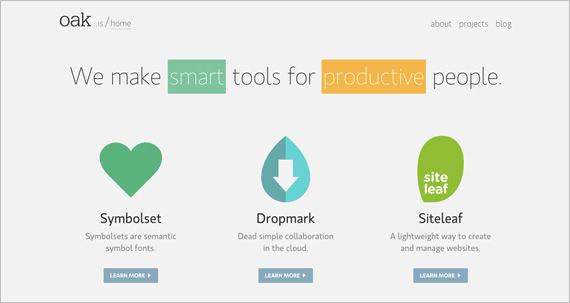 oak is / home
about projects blog
We make smart tools for productive people.
site
leaf
Symbolset
Symbolsets are semantic
symbol fonts.
LEARN MORE
Dropmark
Dead simple collaboration
in the cloud.
LEARN MORE
Siteleaf
A lightweight way to create
and manage websites.
LEARN MORE